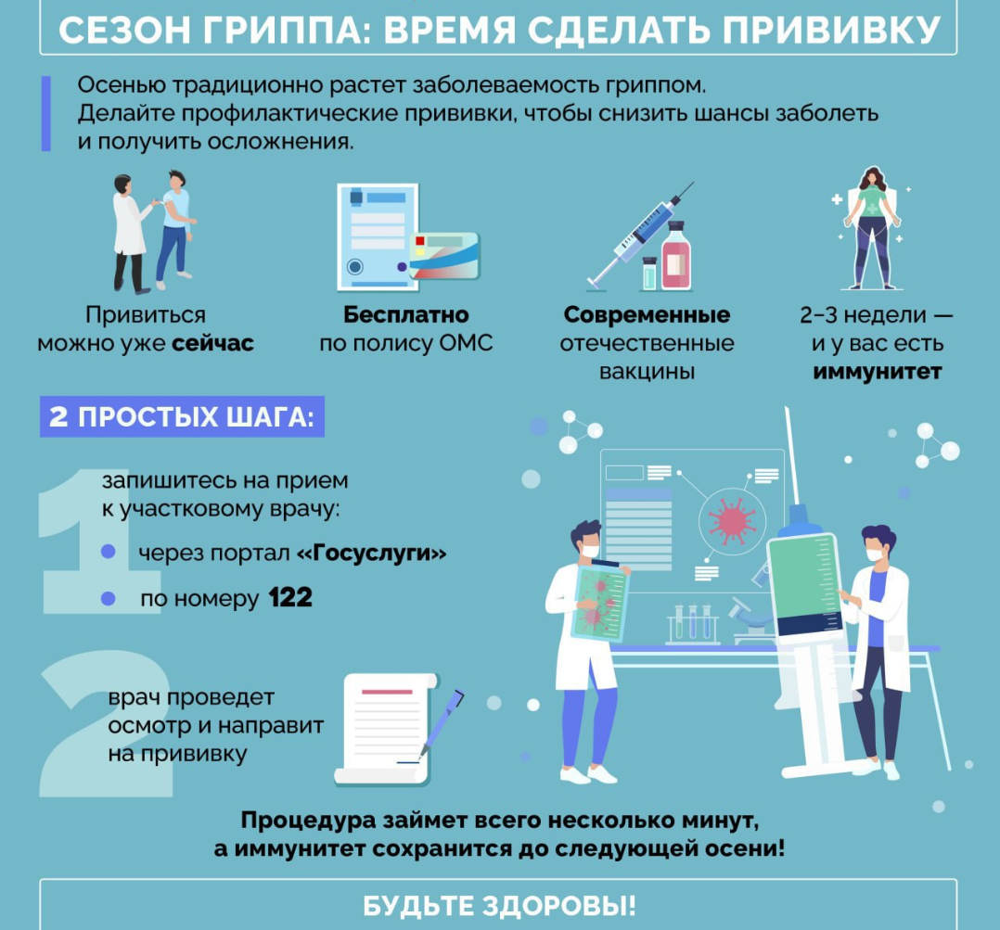 СЕЗОН ГРИППА: ВРЕМЯ СДЕЛАТЬ ПРИВИВКУ
Осенью традиционно растет заболеваемость гриппом.
Делайте профилактические прививки, чтобы снизить шансы заболеть
и получить осложнения.
Привиться
можно уже сейчас
Бесплатно
по полису ОМС
Современные
отечественные
вакцины
2–3 недели —
и у вас есть
иммунитет
2 ПРОСТЫХ ШАГА:
1
запишитесь на прием
к участковому врачу:
через портал «Госуслуги»
по номеру 122
2
врач проведет
осмотр и направит
на прививку
Процедура займет всего несколько минут,
а иммунитет сохранится до следующей осени!
БУДЬТЕ ЗДОРОВЫ!